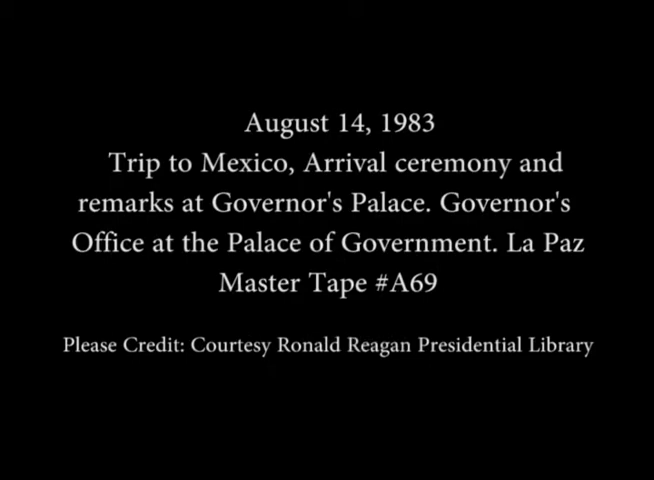 August 14, 1983
Trip to Mexico, Arrival ceremony and
remarks at Governor's Palace. Governor's
Office at the Palace of Government. La Paz
Master Tape #A69
Please Credit: Courtesy Ronald Reagan Presidential Library